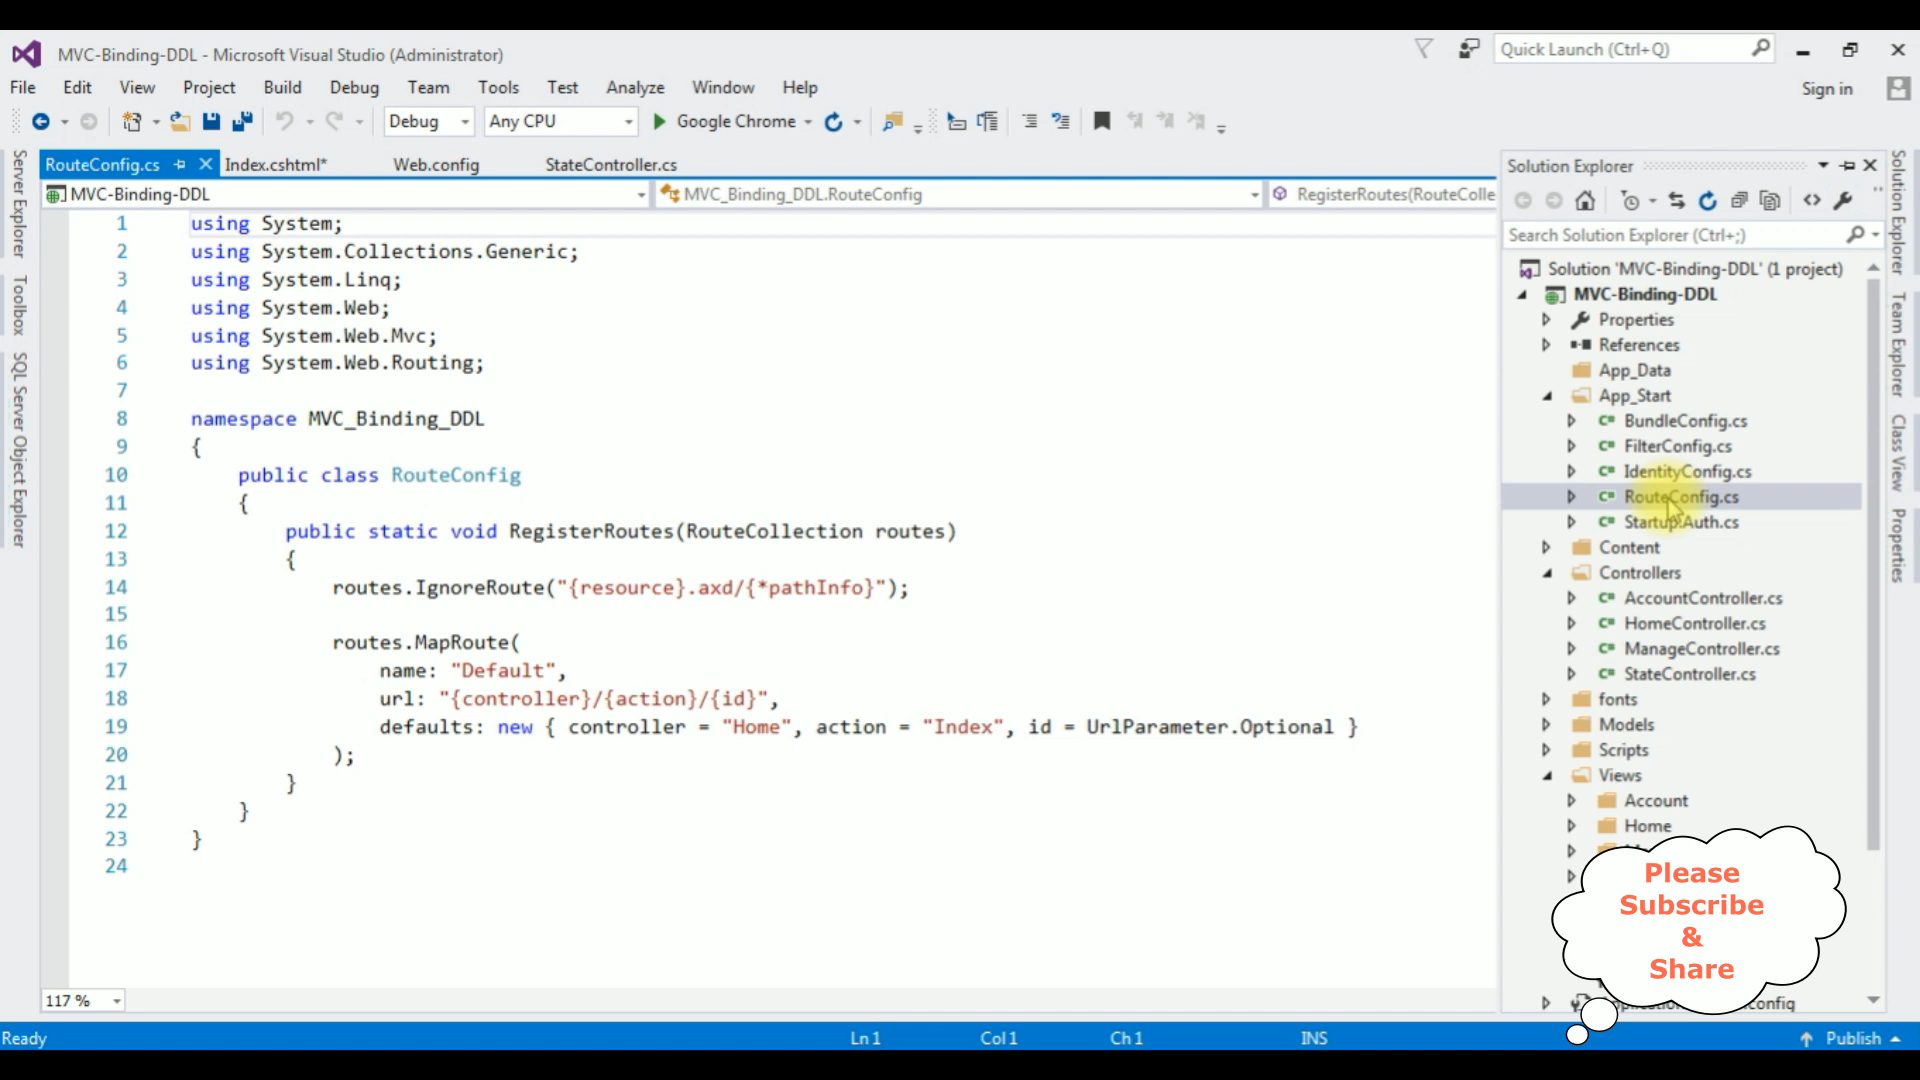 MVC-Binding-DDL - Microsoft Visual Studio (Administrator)
Quick Launch (Ctrl+Q)
File Edit View Project Build Debug Team Tools Test Analyze Window Help
Sign in
Debug Any CPU Google Chrome
RouteConfig.cs Index.cshtml* Web.config StateController.cs
MVC-Binding-DDL MVC_Binding_DDL.RouteConfig RegisterRoutes(RouteColle
Server Explorer
Toolbox
SQL Server Object Explorer
1 using System;
2 using System.Collections.Generic;
3 using System.Linq;
4 using System.Web;
5 using System.Web.Mvc;
6 using System.Web.Routing;
7
8 namespace MVC_Binding_DDL
9 {
10 public class RouteConfig
11 {
12 public static void RegisterRoutes(RouteCollection routes)
13 {
14 routes.IgnoreRoute("{resource}.axd/{*pathInfo}");
15
16 routes.MapRoute(
17 name: "Default",
18 url: "{controller}/{action}/{id}",
19 defaults: new { controller = "Home", action = "Index", id = UrlParameter.Optional }
20 );
21 }
22 }
23 }
24
117 %
Solution Explorer
Search Solution Explorer (Ctrl+;)
Solution 'MVC-Binding-DDL' (1 project)
MVC-Binding-DDL
Properties
References
App_Data
App_Start
BundleConfig.cs
FilterConfig.cs
IdentityConfig.cs
RouteConfig.cs
Startup.Auth.cs
Content
Controllers
AccountController.cs
HomeController.cs
ManageController.cs
StateController.cs
fonts
Models
Scripts
Views
Account
Home
Please
Subscribe
&
Share
Solution Explorer
Team Explorer
Class View
Properties
Ready Ln 1 Col 1 Ch 1 INS Publish